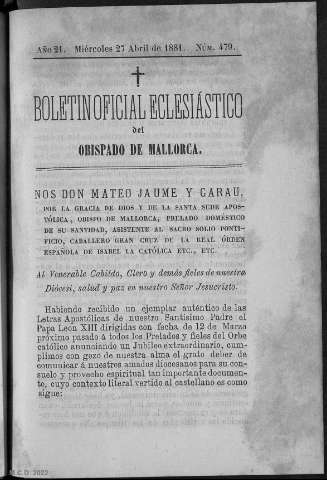 Año 21. Miércoles 27 Abril de 1881. Núm. 479.
BOLETIN OFICIAL ECLESIÁSTICO
del
OBISPADO DE MALLORCA.
NOS DON MATEO JAUME Y GARAU,
POR LA GRACIA DE DIOS Y DE LA SANTA SEDE APOS-
TÓLICA, OBISPO DE MALLORCA, PRELADO DOMÉSTICO
DE SU SANTIDAD, ASISTENTE AL SACRO SOLIO PONTI-
FICIO, CABALLERO GRAN CRUZ DE LA REAL ÓRDEN
ESPAÑOLA DE ISABEL LA CATÓLICA ETC., ETC.
Al Venerable Cabildo, Clero y demás fieles de nuestra
Diócesi, salud y paz en nuestro Señor Jesucristo.
Habiendo recibido un ejemplar auténtico de las
Letras Apostólicas de nuestro Santísimo Padre el
Papa Leon XIII dirigidas con fecha de 12 de Marzo
próximo pasado á todos los Prelados y fieles del Orbe
católico anunciando un Jubileo extraordinario, cum-
plimos con gozo de nuestra alma el grato deber de
comunicar á nuestros amados diocesanos para su con-
suelo y provecho espiritual tan importante documen-
to, cuyo contexto literal vertido al castellano es como
sigue:
M.C.D. 2022